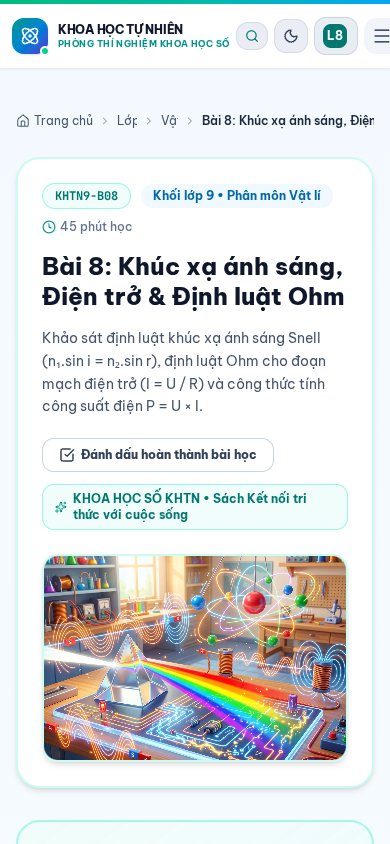 KHOA HỌC TỰ NHIÊN
PHÒNG THÍ NGHIỆM KHOA HỌC SỐ
L8
Trang chủ > Lớp > Vật > Bài 8: Khúc xạ ánh sáng, Điện
KHTN9-B08
Khối lớp 9 • Phân môn Vật lí
45 phút học
Bài 8: Khúc xạ ánh sáng,
Điện trở & Định luật Ohm
Khảo sát định luật khúc xạ ánh sáng Snell
(n₁.sin i = n₂.sin r), định luật Ohm cho đoạn
mạch điện trở (I = U / R) và công thức tính
công suất điện P = U × I.
Đánh dấu hoàn thành bài học
KHOA HỌC SỐ KHTN • Sách Kết nối tri
thức với cuộc sống